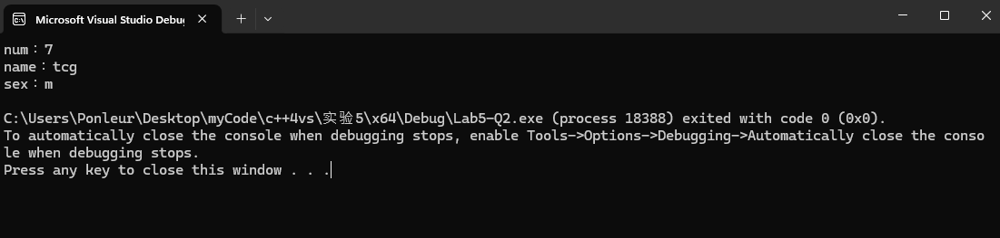 Microsoft Visual Studio Debug
num：7
name：tcg
sex：m
C:\Users\Ponleur\Desktop\myCode\c++4vs\实验5\x64\Debug\Lab5-Q2.exe (process 18388) exited with code 0 (0x0).
To automatically close the console when debugging stops, enable Tools->Options->Debugging->Automatically close the conso
le when debugging stops.
Press any key to close this window . . .